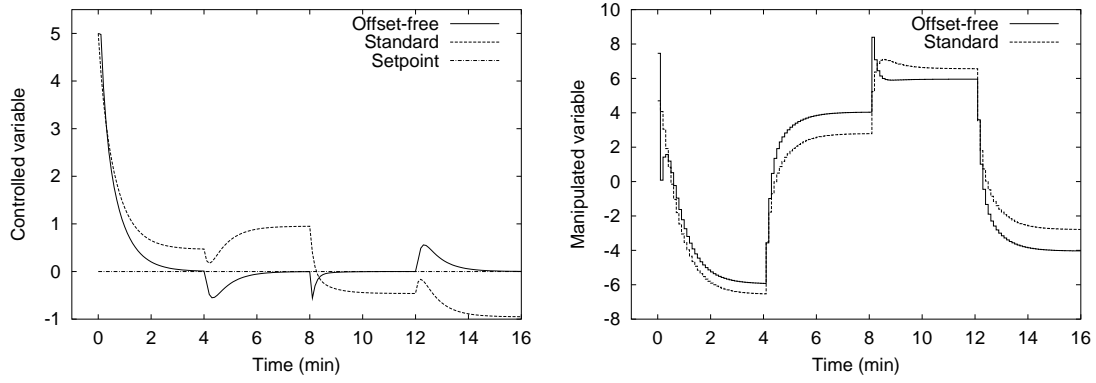 Controlled variable
5
4
3
2
1
0
-1
0 2 4 6 8 10 12 14 16
Time (min)
Offset-free
Standard
Setpoint
Manipulated variable
10
8
6
4
2
0
-2
-4
-6
-8
0 2 4 6 8 10 12 14 16
Time (min)
Offset-free
Standard